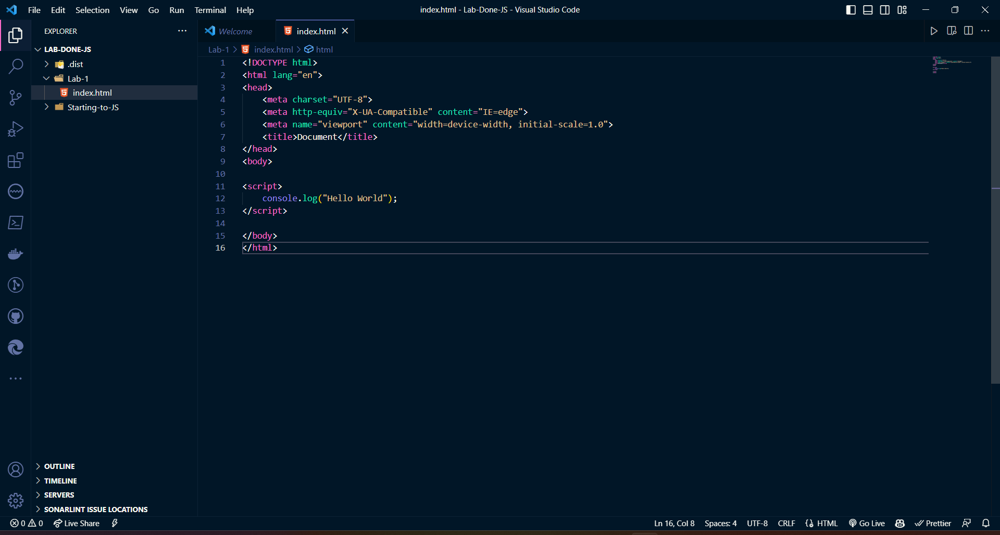 File Edit Selection View Go Run Terminal Help
index.html - Lab-Done-JS - Visual Studio Code
EXPLORER
LAB-DONE-JS
.dist
Lab-1
index.html
Starting-to-JS
OUTLINE
TIMELINE
SERVERS
SONARLINT ISSUE LOCATIONS
Welcome
index.html
Lab-1 > index.html > html
1 <!DOCTYPE html>
2 <html lang="en">
3 <head>
4 <meta charset="UTF-8">
5 <meta http-equiv="X-UA-Compatible" content="IE=edge">
6 <meta name="viewport" content="width=device-width, initial-scale=1.0">
7 <title>Document</title>
8 </head>
9 <body>
10
11 <script>
12 console.log("Hello World");
13 </script>
14
15 </body>
16 </html>
0 0 Live Share
Ln 16, Col 8 Spaces: 4 UTF-8 CRLF HTML Go Live Prettier